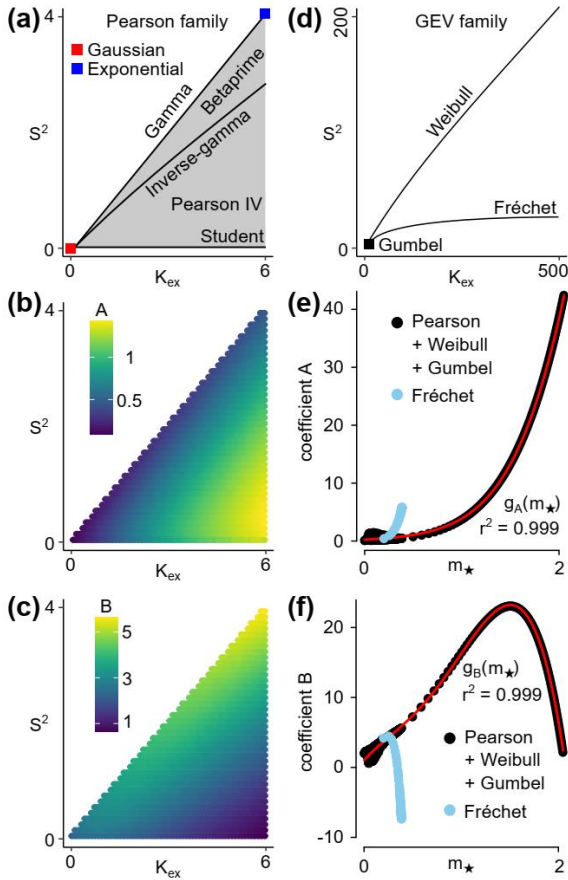 (a)
Pearson family
4
Gaussian
Exponential
Gamma
Betaprime
Inverse-gamma
Pearson IV
Student
S²
0
0
K_ex
6
(d)
GEV family
200
Weibull
Fréchet
Gumbel
S²
0
0
K_ex
500
(b)
4
A
1
0.5
S²
0
0
K_ex
6
(e)
40
30
20
10
0
coefficient A
Pearson
+ Weibull
+ Gumbel
Fréchet
g_A(m★)
r² = 0.999
0
m★
2
(c)
4
B
5
3
1
S²
0
0
K_ex
6
(f)
20
10
0
-10
coefficient B
g_B(m★)
r² = 0.999
Pearson
+ Weibull
+ Gumbel
Fréchet
0
m★
2